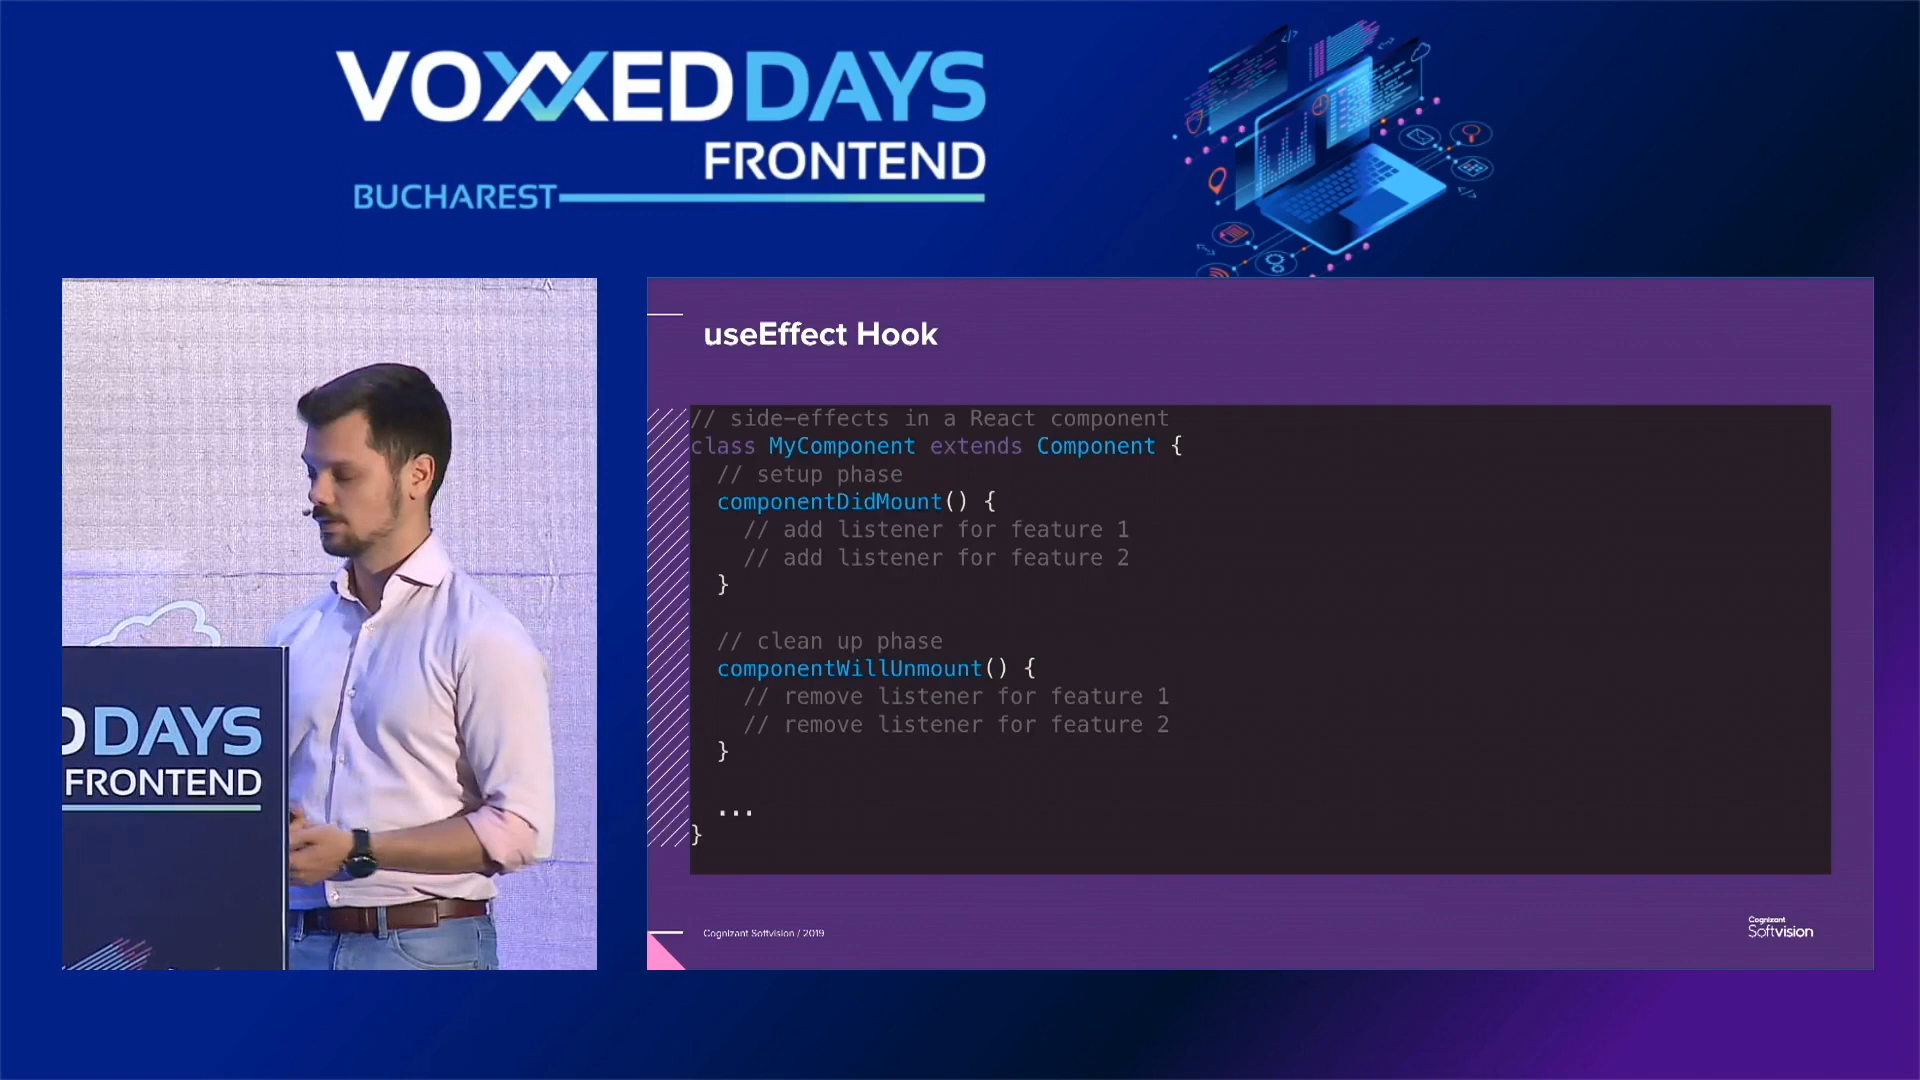 VOXXED DAYS
FRONTEND
BUCHAREST
D DAYS
FRONTEND
useEffect Hook
// side-effects in a React component
class MyComponent extends Component {
// setup phase
componentDidMount() {
// add listener for feature 1
// add listener for feature 2
}
// clean up phase
componentWillUnmount() {
// remove listener for feature 1
// remove listener for feature 2
}
...
}
Cognizant Softvision / 2019
Cognizant
Softvision